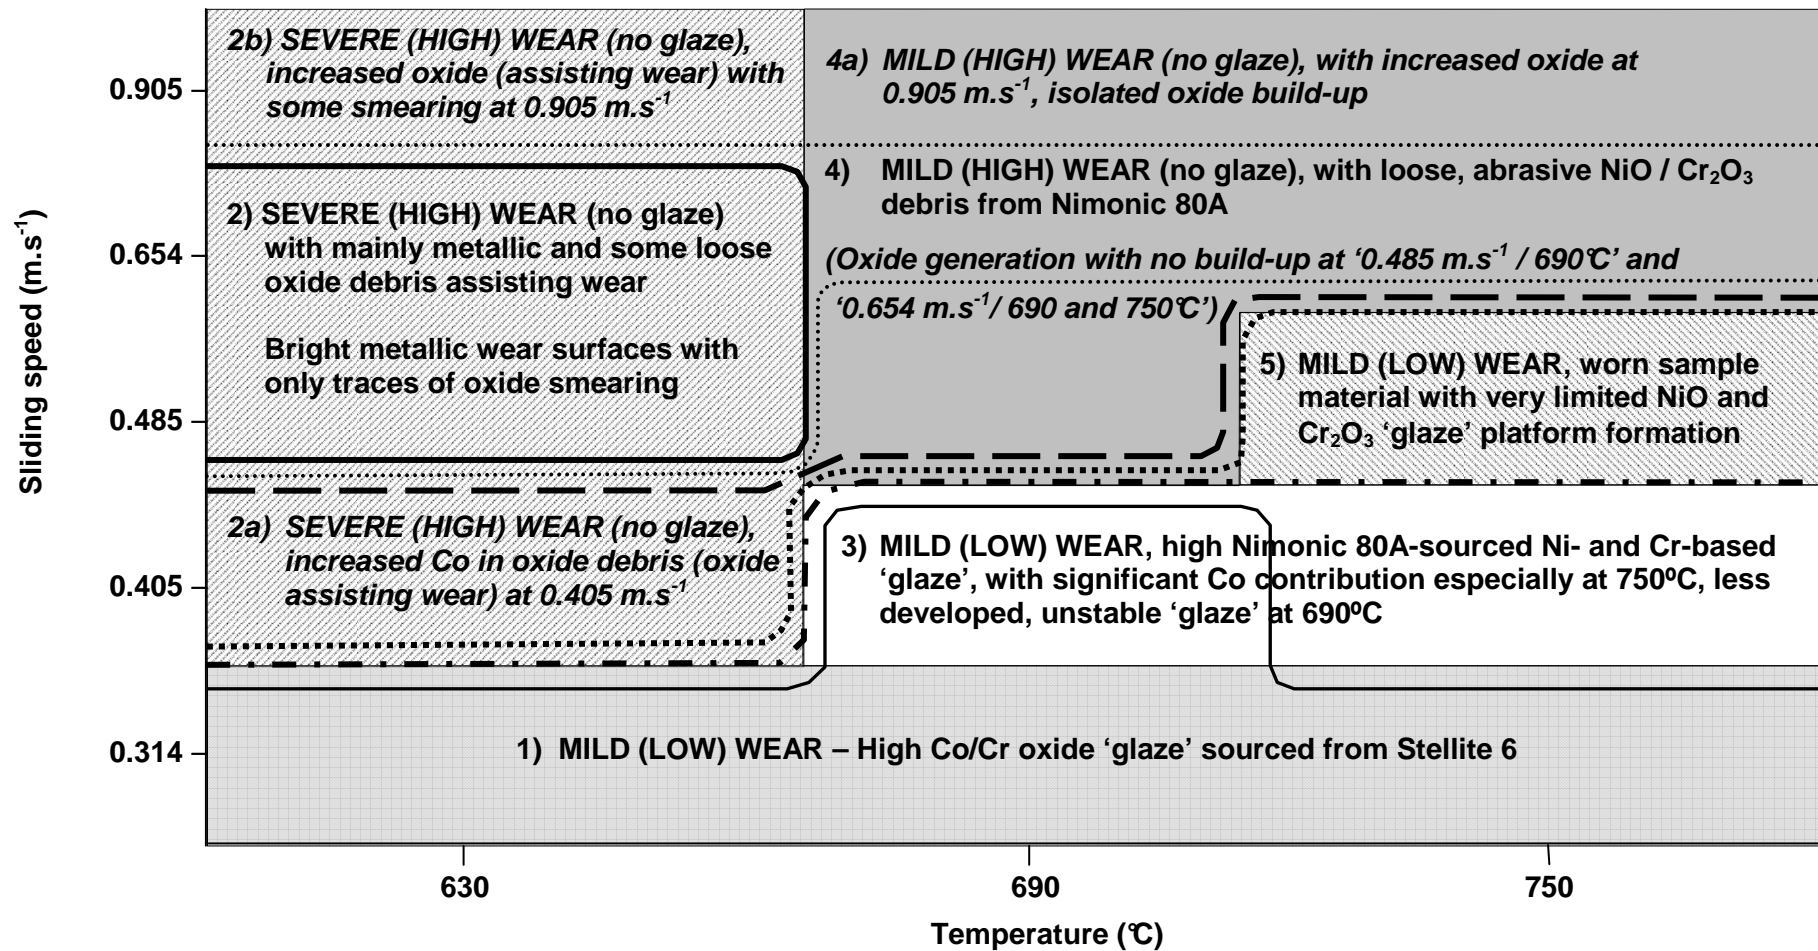 2b) SEVERE (HIGH) WEAR (no glaze),
increased oxide (assisting wear) with
some smearing at 0.905 m.s⁻¹
4a) MILD (HIGH) WEAR (no glaze), with increased oxide at
0.905 m.s⁻¹, isolated oxide build-up
4) MILD (HIGH) WEAR (no glaze), with loose, abrasive NiO / Cr₂O₃
debris from Nimonic 80A
(Oxide generation with no build-up at ‘0.485 m.s⁻¹ / 690°C’ and
‘0.654 m.s⁻¹/ 690 and 750°C’)
2) SEVERE (HIGH) WEAR (no glaze)
with mainly metallic and some loose
oxide debris assisting wear
Bright metallic wear surfaces with
only traces of oxide smearing
5) MILD (LOW) WEAR, worn sample
material with very limited NiO and
Cr₂O₃ ‘glaze’ platform formation
2a) SEVERE (HIGH) WEAR (no glaze),
increased Co in oxide debris (oxide
assisting wear) at 0.405 m.s⁻¹
3) MILD (LOW) WEAR, high Nimonic 80A-sourced Ni- and Cr-based
‘glaze’, with significant Co contribution especially at 750ºC, less
developed, unstable ‘glaze’ at 690ºC
1) MILD (LOW) WEAR – High Co/Cr oxide ‘glaze’ sourced from Stellite 6
Sliding speed (m.s⁻¹)
0.905
0.654
0.485
0.405
0.314
630
690
750
Temperature (°C)